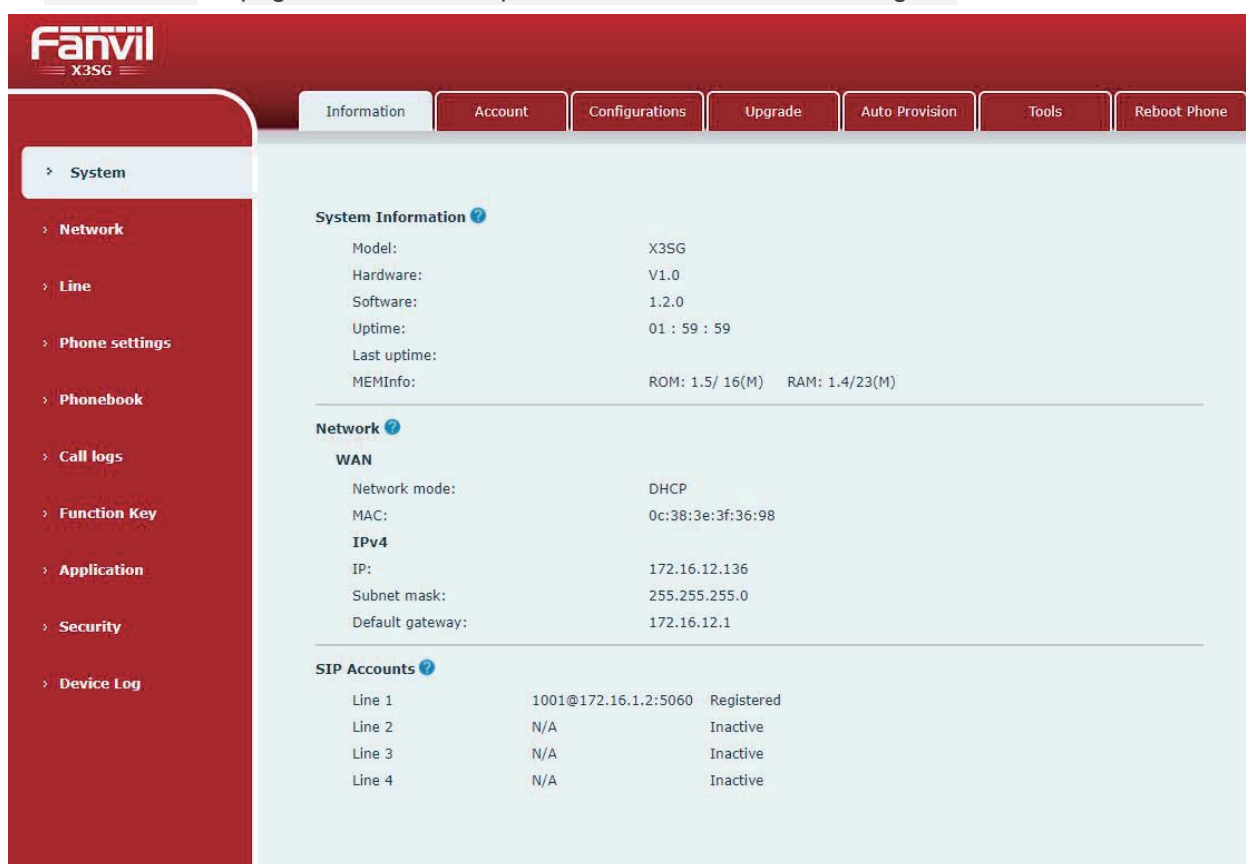 Fanvil
X3SG
Information Account Configurations Upgrade Auto Provision Tools Reboot Phone
› System
› Network
› Line
› Phone settings
› Phonebook
› Call logs
› Function Key
› Application
› Security
› Device Log
System Information ?
Model: X3SG
Hardware: V1.0
Software: 1.2.0
Uptime: 01 : 59 : 59
Last uptime:
MEMInfo: ROM: 1.5/ 16(M) RAM: 1.4/23(M)
Network ?
WAN
Network mode: DHCP
MAC: 0c:38:3e:3f:36:98
IPv4
IP: 172.16.12.136
Subnet mask: 255.255.255.0
Default gateway: 172.16.12.1
SIP Accounts ?
Line 1 1001@172.16.1.2:5060 Registered
Line 2 N/A Inactive
Line 3 N/A Inactive
Line 4 N/A Inactive